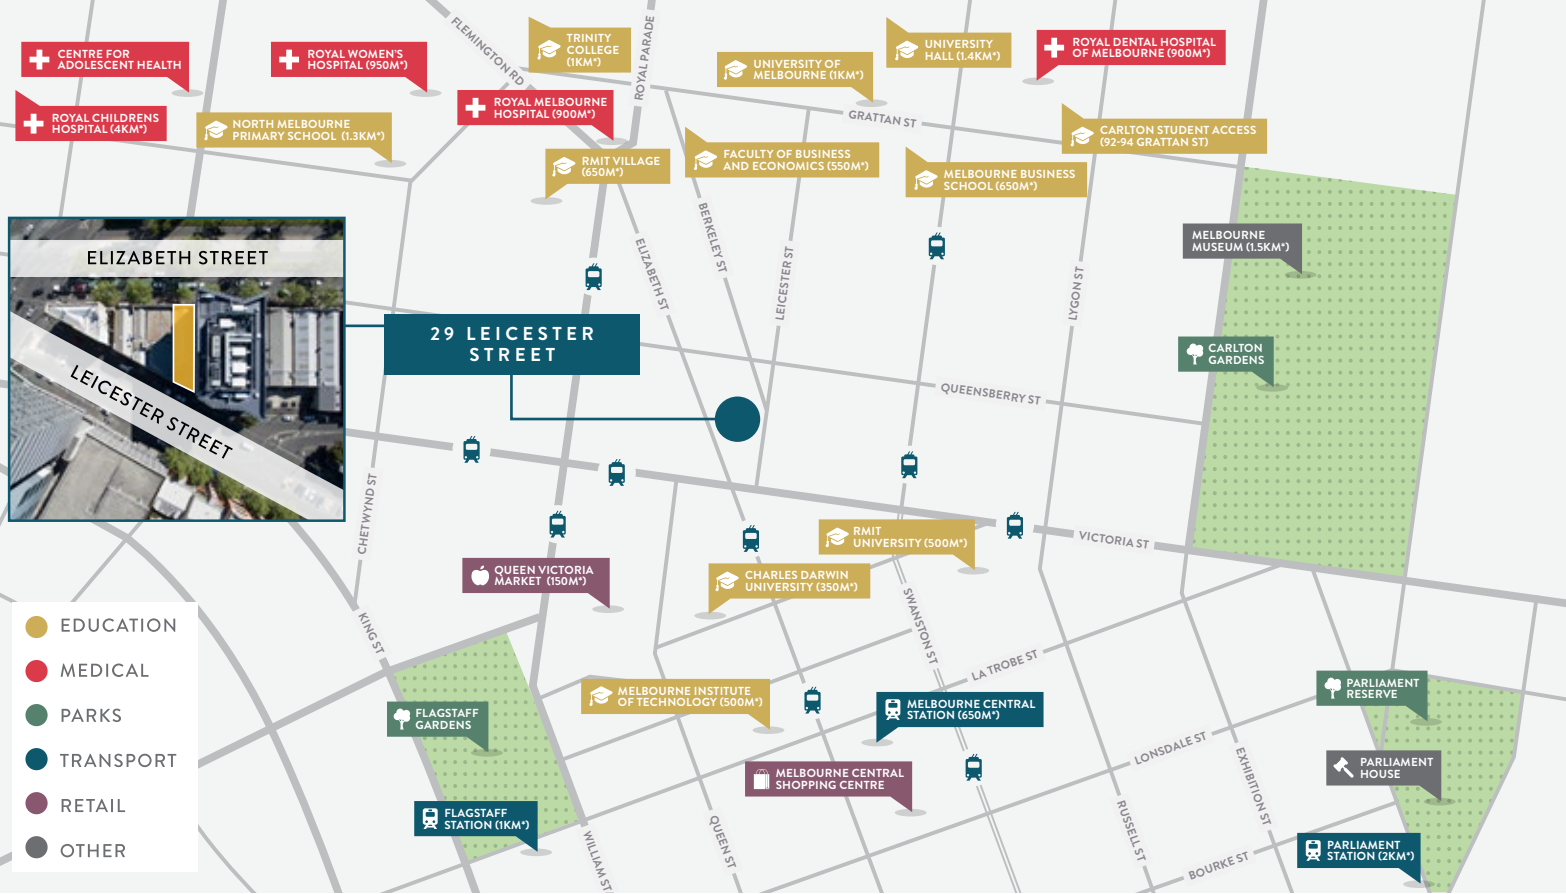 FLEMINGTON RD
ROYAL PARADE
TRINITY
COLLEGE
(1KM*)
UNIVERSITY
HALL (1.4KM*)
ROYAL DENTAL HOSPITAL
OF MELBOURNE (900M*)
CENTRE FOR
ADOLESCENT HEALTH
ROYAL WOMEN'S
HOSPITAL (950M*)
UNIVERSITY OF
MELBOURNE (1KM*)
ROYAL MELBOURNE
HOSPITAL (900M*)
ROYAL CHILDRENS
HOSPITAL (4KM*)
NORTH MELBOURNE
PRIMARY SCHOOL (1.3KM*)
GRATTAN ST
CARLTON STUDENT ACCESS
(92-94 GRATTAN ST)
RMIT VILLAGE
(650M*)
FACULTY OF BUSINESS
AND ECONOMICS (550M*)
MELBOURNE BUSINESS
SCHOOL (650M*)
BERKELEY ST
ELIZABETH ST
LEICESTER ST
LYGON ST
MELBOURNE
MUSEUM (1.5KM*)
ELIZABETH STREET
LEICESTER STREET
29 LEICESTER
STREET
CARLTON
GARDENS
QUEENSBERRY ST
CHETWYND ST
VICTORIA ST
RMIT
UNIVERSITY (500M*)
QUEEN VICTORIA
MARKET (150M*)
CHARLES DARWIN
UNIVERSITY (350M*)
KING ST
SWANSTON ST
LA TROBE ST
EDUCATION
MEDICAL
PARKS
TRANSPORT
RETAIL
OTHER
MELBOURNE INSTITUTE
OF TECHNOLOGY (500M*)
MELBOURNE CENTRAL
STATION (650M*)
PARLIAMENT
RESERVE
FLAGSTAFF
GARDENS
LONSDALE ST
EXHIBITION ST
PARLIAMENT
HOUSE
MELBOURNE CENTRAL
SHOPPING CENTRE
FLAGSTAFF
STATION (1KM*)
WILLIAM ST
QUEEN ST
RUSSELL ST
BOURKE ST
PARLIAMENT
STATION (2KM*)